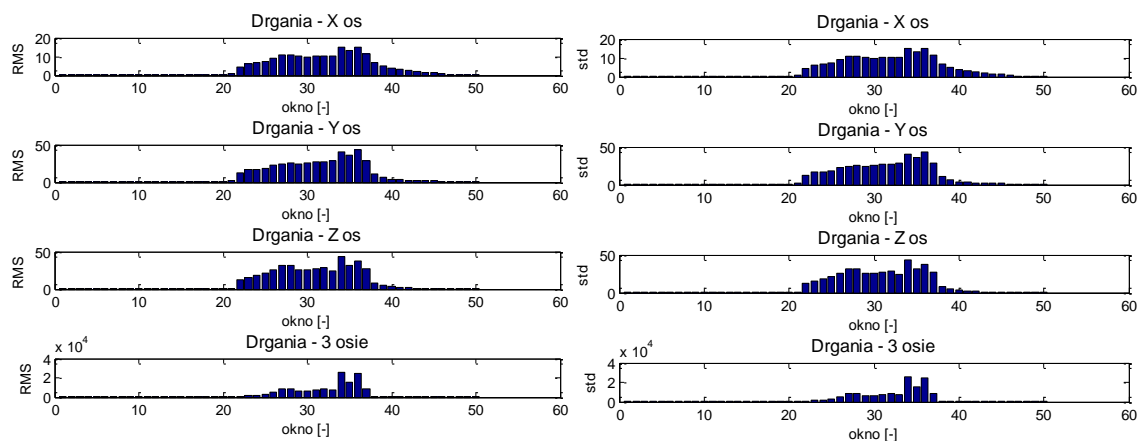 Drgania - X os
RMS
20
10
0
0 10 20 30 40 50 60
okno [-]
Drgania - Y os
RMS
50
0
0 10 20 30 40 50 60
okno [-]
Drgania - Z os
RMS
50
0
0 10 20 30 40 50 60
okno [-]
Drgania - 3 osie
x 10^4
RMS
4
2
0
0 10 20 30 40 50 60
okno [-]
Drgania - X os
std
20
10
0
0 10 20 30 40 50 60
okno [-]
Drgania - Y os
std
50
0
0 10 20 30 40 50 60
okno [-]
Drgania - Z os
std
50
0
0 10 20 30 40 50 60
okno [-]
Drgania - 3 osie
x 10^4
std
4
2
0
0 10 20 30 40 50 60
okno [-]